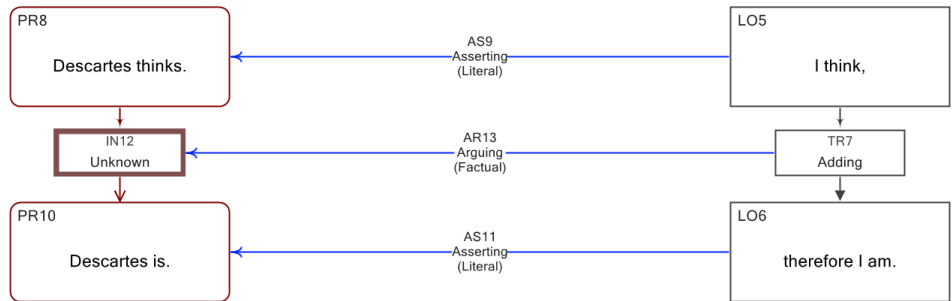 PR8
Descartes thinks.
AS9
Asserting
(Literal)
LO5
I think,
IN12
Unknown
AR13
Arguing
(Factual)
TR7
Adding
PR10
Descartes is.
AS11
Asserting
(Literal)
LO6
therefore I am.